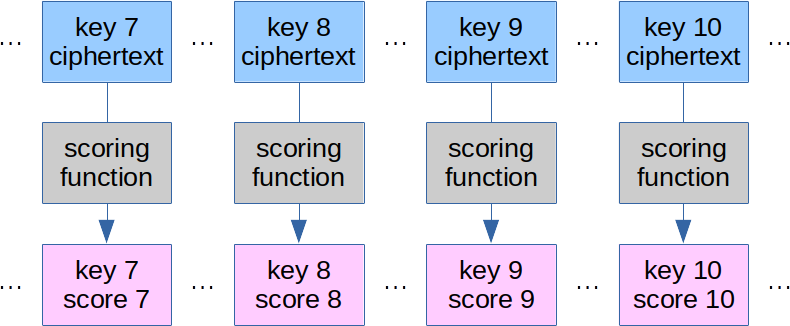 ... key 7 ... key 8 ... key 9 ... key 10 ...
ciphertext ciphertext ciphertext ciphertext
scoring scoring scoring scoring
function function function function
... key 7 ... key 8 ... key 9 ... key 10 ...
score 7 score 8 score 9 score 10